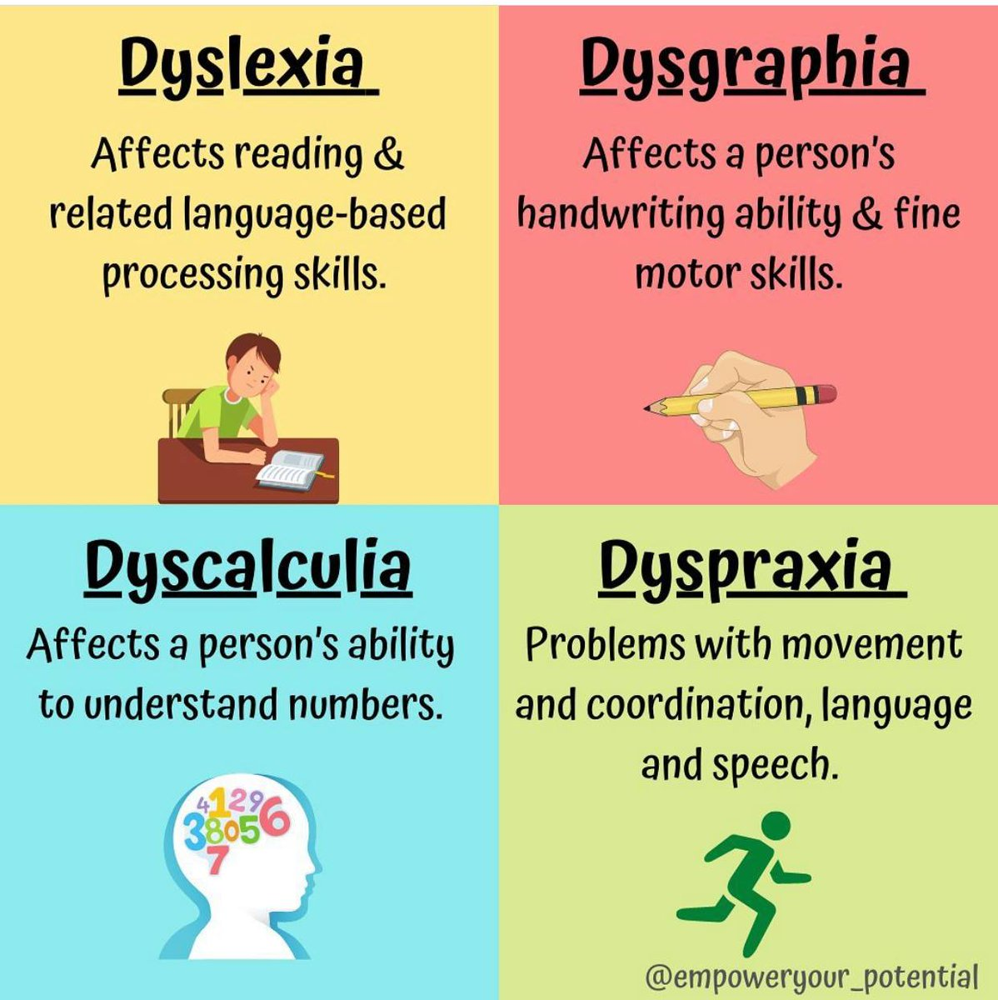 Dyslexia
Affects reading &
related language-based
processing skills.
Dysgraphia
Affects a person's
handwriting ability & fine
motor skills.
Dyscalculia
Affects a person's ability
to understand numbers.
41296
38056
7
Dyspraxia
Problems with movement
and coordination, language
and speech.
@empoweryour_potential